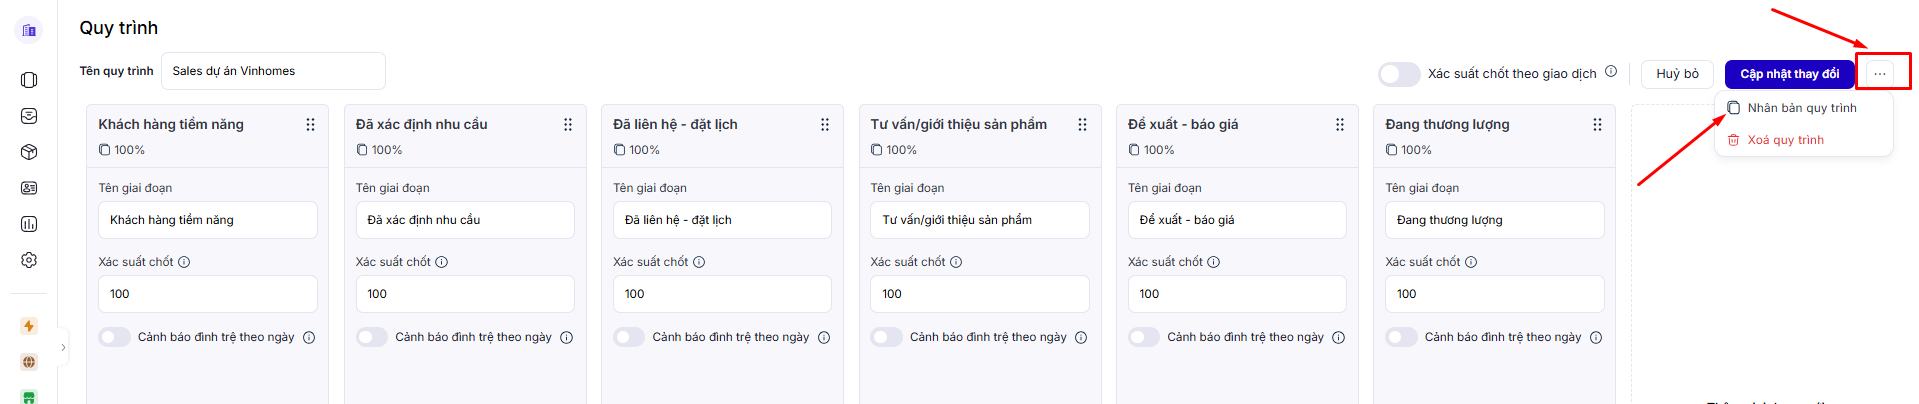 Quy trình
Tên quy trình
Sales dự án Vinhomes
Xác suất chốt theo giao dịch
Huỷ bỏ
Cập nhật thay đổi
Nhân bản quy trình
Xoá quy trình
Khách hàng tiềm năng
100%
Tên giai đoạn
Khách hàng tiềm năng
Xác suất chốt
100
Cảnh báo đình trệ theo ngày
Đã xác định nhu cầu
100%
Tên giai đoạn
Đã xác định nhu cầu
Xác suất chốt
100
Cảnh báo đình trệ theo ngày
Đã liên hệ - đặt lịch
100%
Tên giai đoạn
Đã liên hệ - đặt lịch
Xác suất chốt
100
Cảnh báo đình trệ theo ngày
Tư vấn/giới thiệu sản phẩm
100%
Tên giai đoạn
Tư vấn/giới thiệu sản phẩm
Xác suất chốt
100
Cảnh báo đình trệ theo ngày
Đề xuất - báo giá
100%
Tên giai đoạn
Đề xuất - báo giá
Xác suất chốt
100
Cảnh báo đình trệ theo ngày
Đang thương lượng
100%
Tên giai đoạn
Đang thương lượng
Xác suất chốt
100
Cảnh báo đình trệ theo ngày